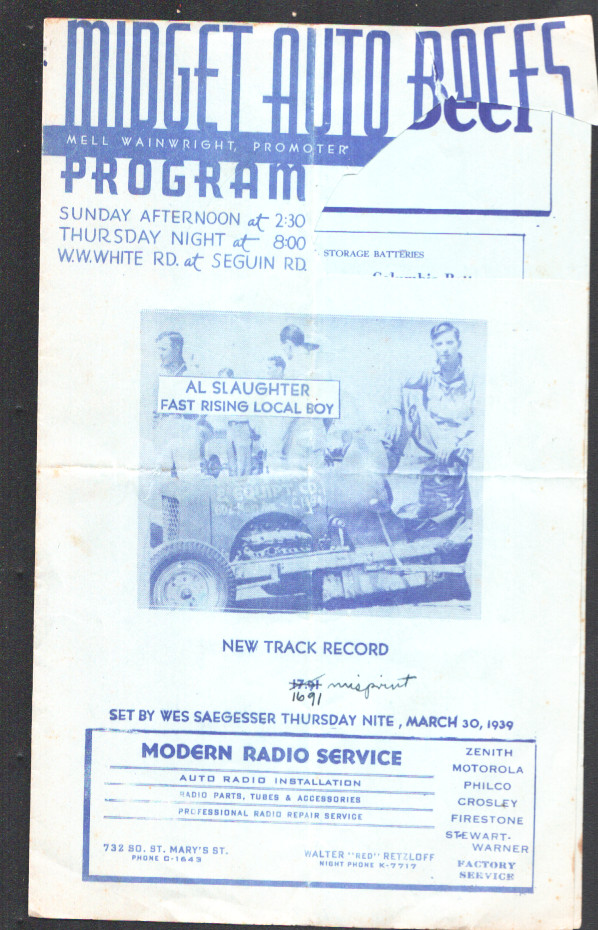 MIDGET AUTO RACES
Beer
MELL WAINWRIGHT, PROMOTER
PROGRAM
SUNDAY AFTERNOON at 2:30
THURSDAY NIGHT at 8:00
W.W.WHITE RD. at SEGUIN RD.
STORAGE BATTERIES
AL SLAUGHTER
FAST RISING LOCAL BOY
NEW TRACK RECORD
17.91 misprint
1691
SET BY WES SAEGESSER THURSDAY NITE, MARCH 30, 1939
MODERN RADIO SERVICE
AUTO RADIO INSTALLATION
RADIO PARTS, TUBES & ACCESSORIES
PROFESSIONAL RADIO REPAIR SERVICE
732 SO. ST. MARY'S ST.
PHONE C-1643
WALTER "RED" RETZLOFF
NIGHT PHONE K-7717
ZENITH
MOTOROLA
PHILCO
CROSLEY
FIRESTONE
STEWART-
WARNER
FACTORY
SERVICE